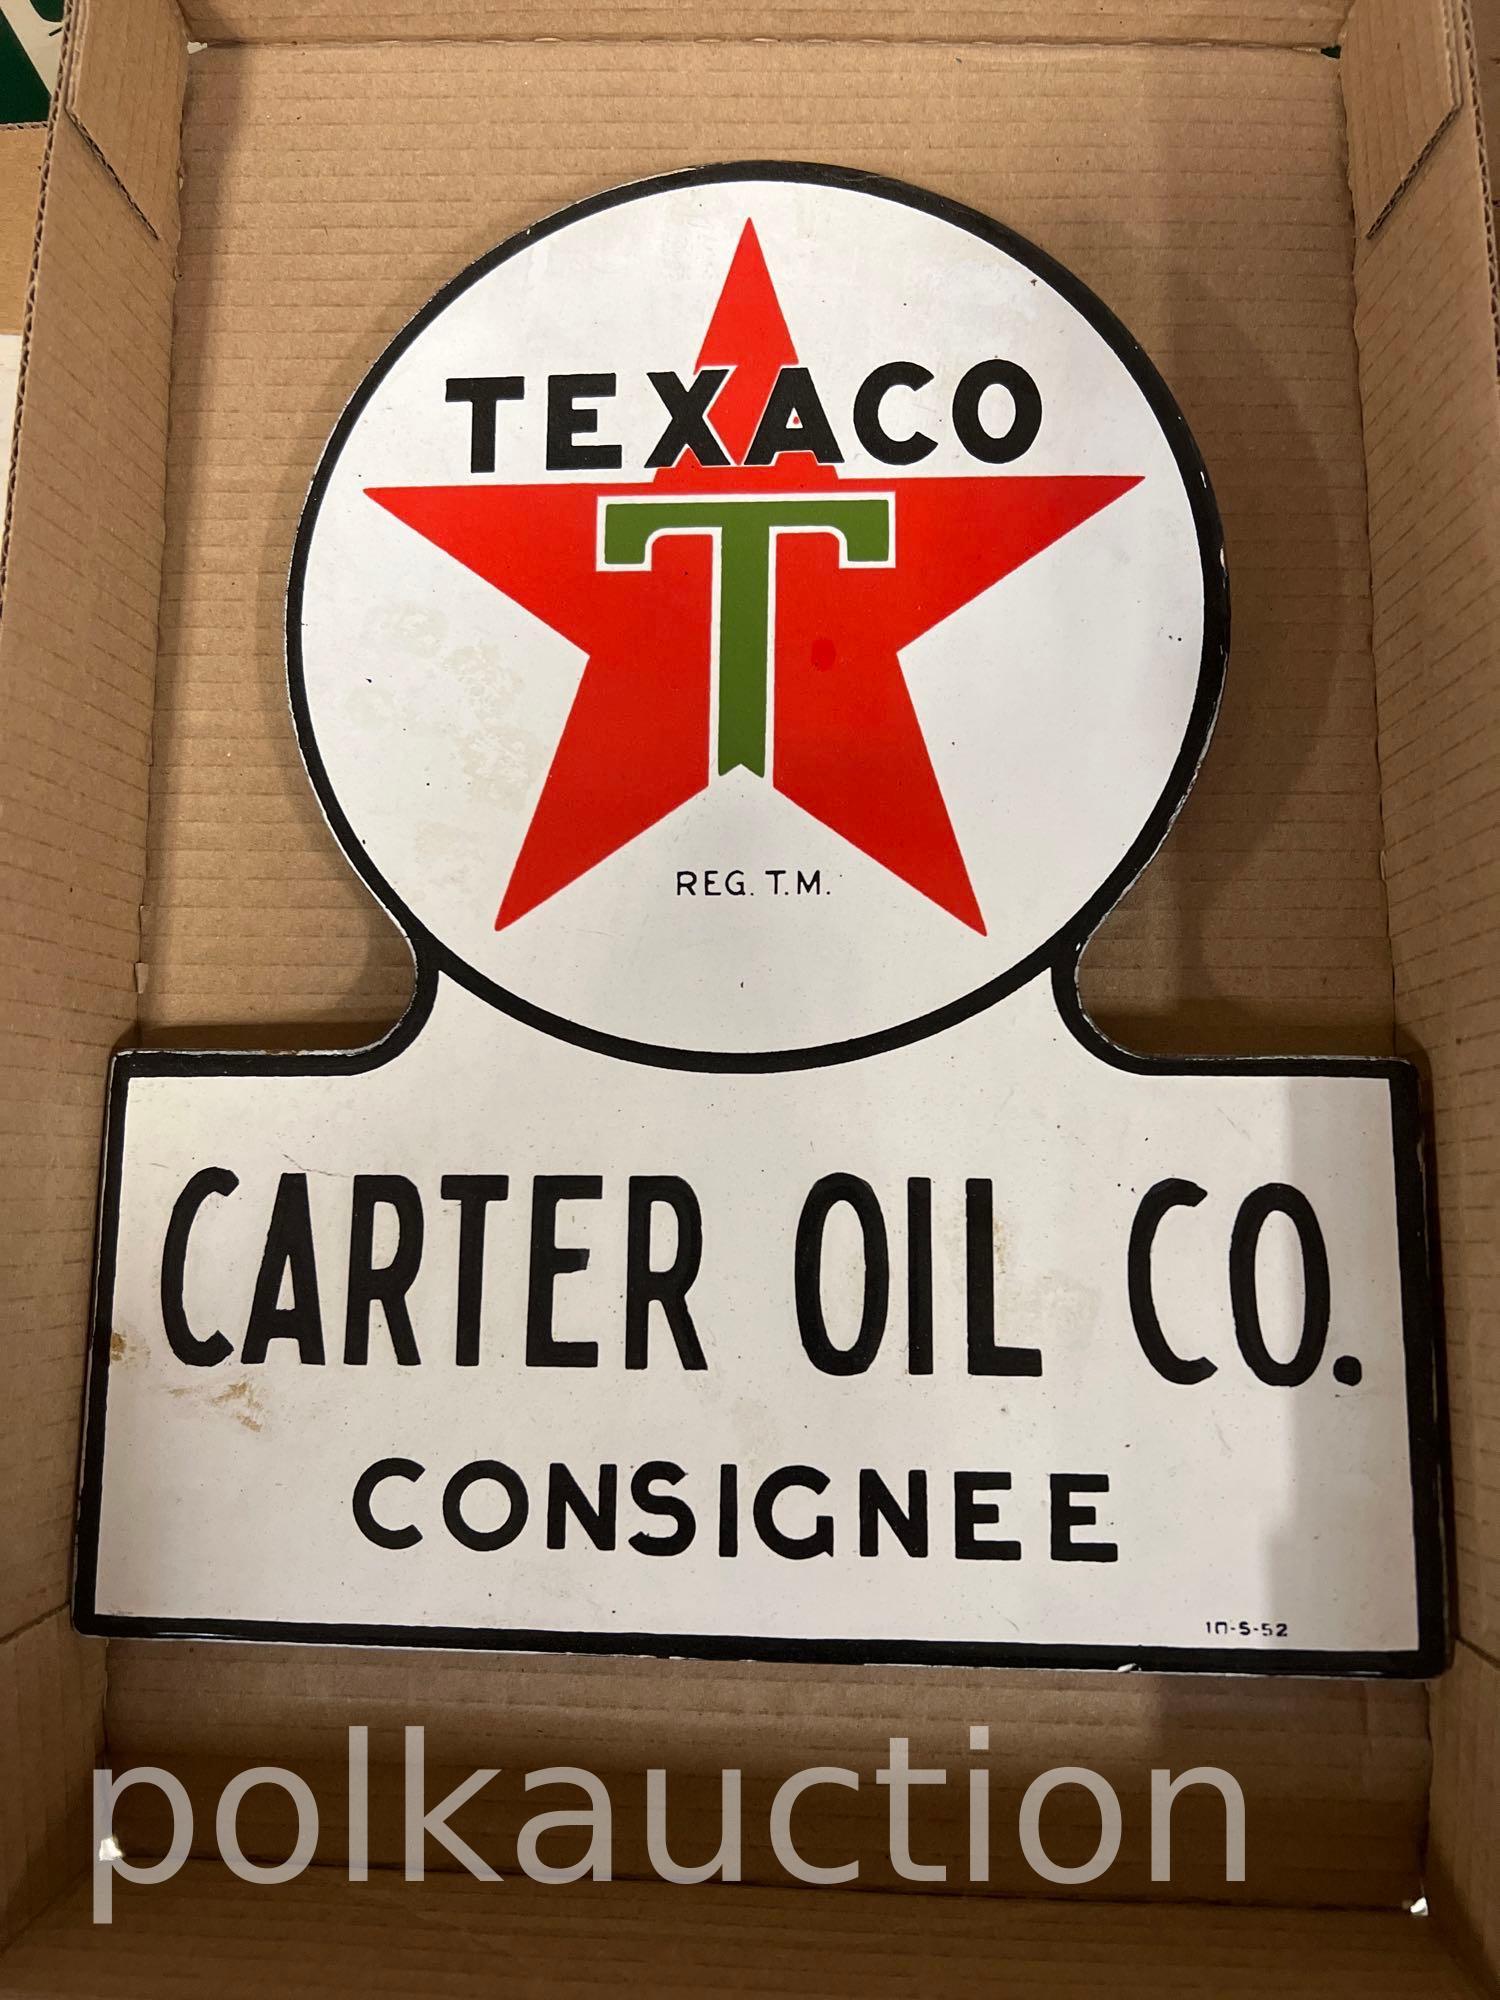 TEXACO
T
REG. T.M.
CARTER OIL CO.
CONSIGNEE
10-5-52
polkauction